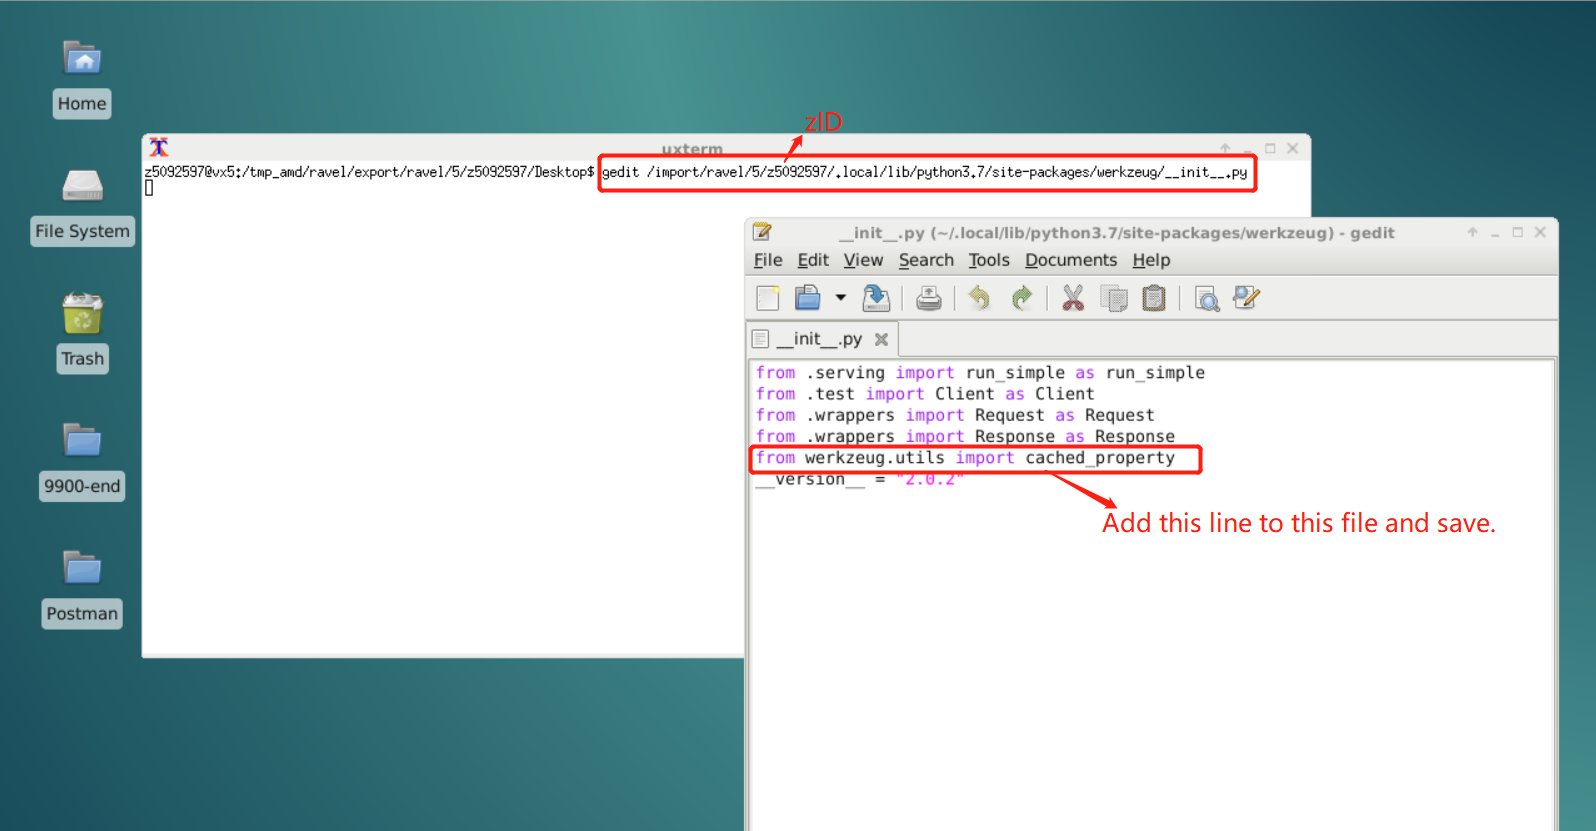 Home
File System
Trash
9900-end
Postman
zID
uxterm
z5092597@vx5:/tmp_amd/ravel/export/ravel/5/z5092597/Desktop$ gedit /import/ravel/5/z5092597/.local/lib/python3.7/site-packages/werkzeug/__init__.py
__init__.py (~/.local/lib/python3.7/site-packages/werkzeug) - gedit
File Edit View Search Tools Documents Help
__init__.py
from .serving import run_simple as run_simple
from .test import Client as Client
from .wrappers import Request as Request
from .wrappers import Response as Response
from werkzeug.utils import cached_property
__version__ = "2.0.2"
Add this line to this file and save.